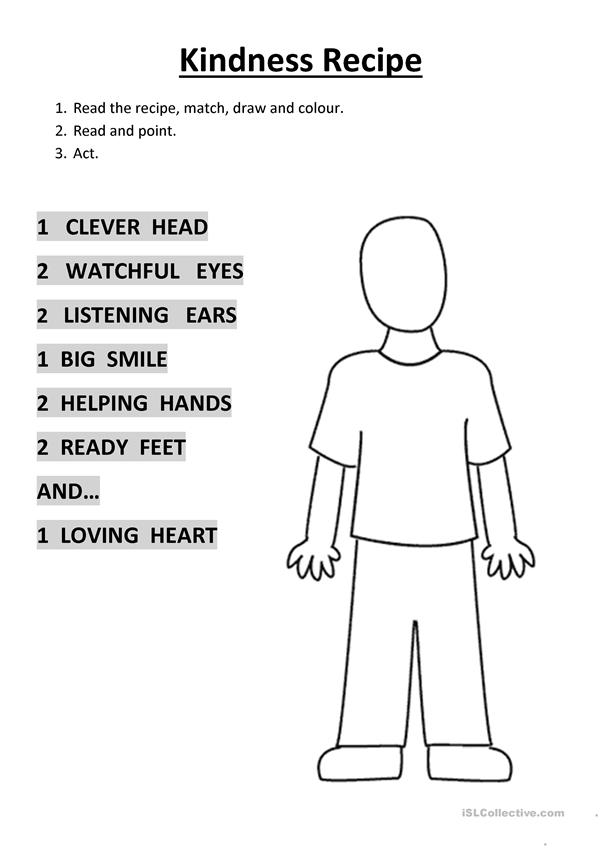 Kindness Recipe
1. Read the recipe, match, draw and colour.
2. Read and point.
3. Act.
1 CLEVER HEAD
2 WATCHFUL EYES
2 LISTENING EARS
1 BIG SMILE
2 HELPING HANDS
2 READY FEET
AND...
1 LOVING HEART
iSLCollective.com